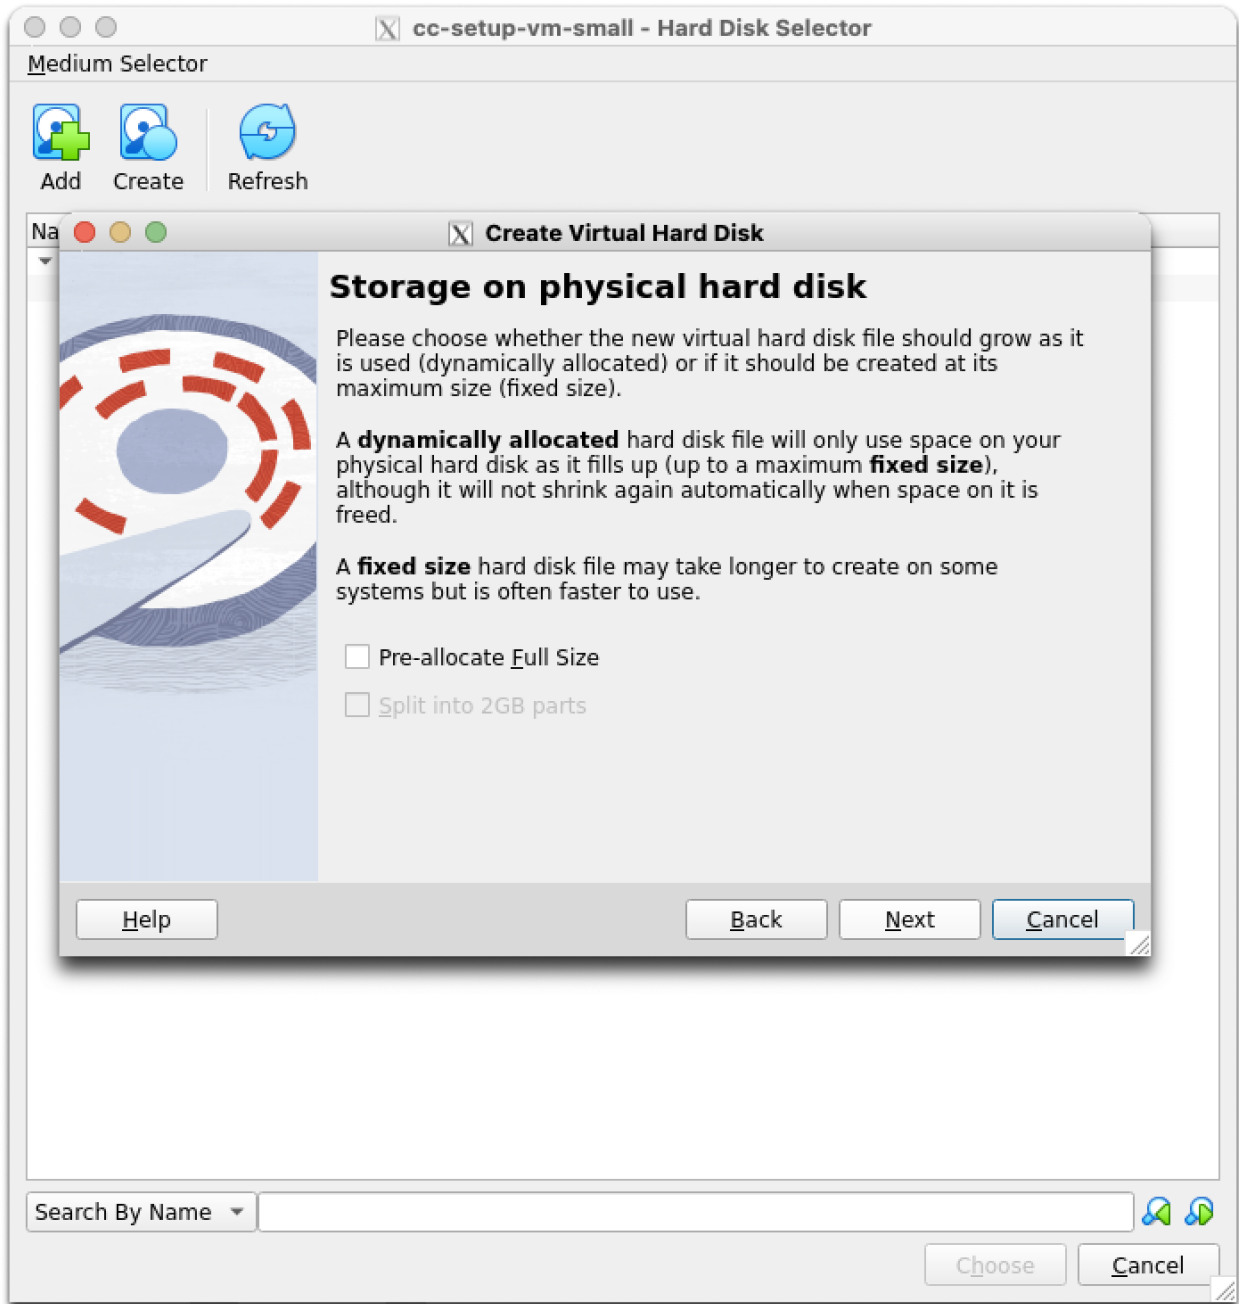 cc-setup-vm-small - Hard Disk Selector
Medium Selector
Add Create Refresh
Na
Create Virtual Hard Disk
Storage on physical hard disk
Please choose whether the new virtual hard disk file should grow as it
is used (dynamically allocated) or if it should be created at its
maximum size (fixed size).
A dynamically allocated hard disk file will only use space on your
physical hard disk as it fills up (up to a maximum fixed size),
although it will not shrink again automatically when space on it is
freed.
A fixed size hard disk file may take longer to create on some
systems but is often faster to use.
Pre-allocate Full Size
Split into 2GB parts
Help Back Next Cancel
Search By Name
Choose Cancel